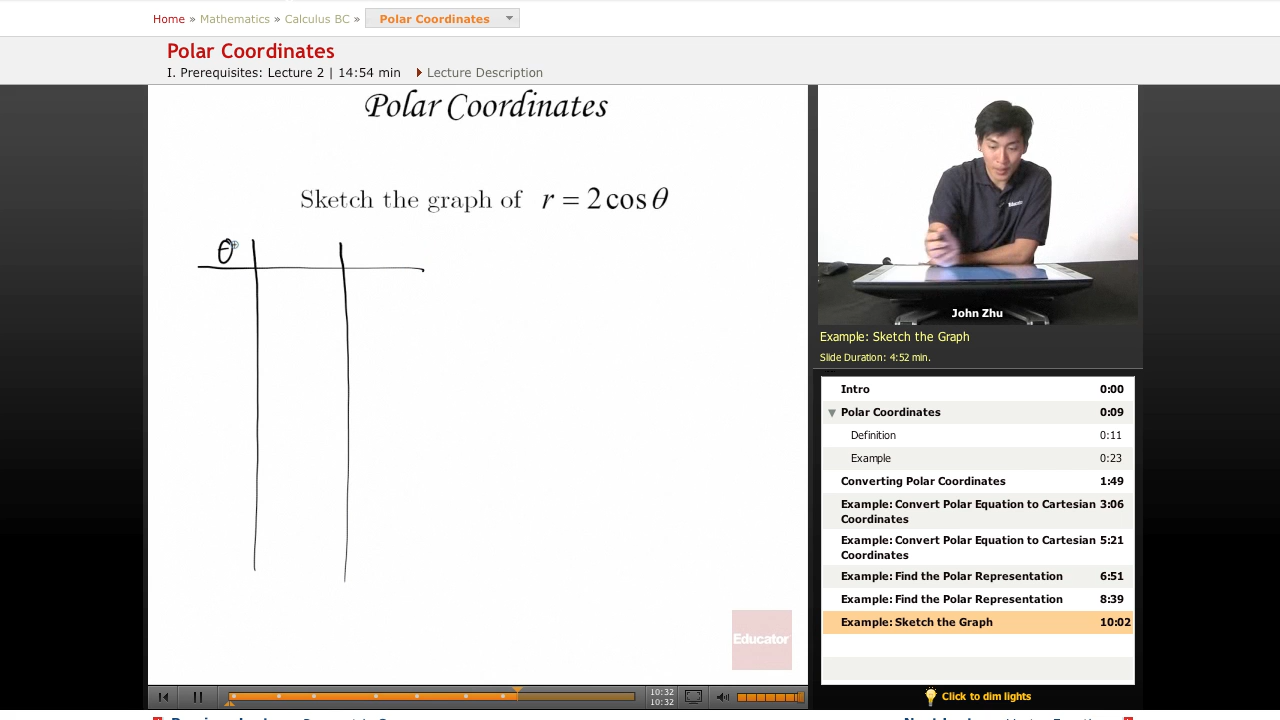 Home » Mathematics » Calculus BC » Polar Coordinates
Polar Coordinates
I. Prerequisites: Lecture 2 | 14:54 min Lecture Description
Polar Coordinates
Sketch the graph of r = 2 cos θ
θ
Educator
John Zhu
Example: Sketch the Graph
Slide Duration: 4:52 min.
Intro 0:00
Polar Coordinates 0:09
Definition 0:11
Example 0:23
Converting Polar Coordinates 1:49
Example: Convert Polar Equation to Cartesian 3:06
Coordinates
Example: Convert Polar Equation to Cartesian 5:21
Coordinates
Example: Find the Polar Representation 6:51
Example: Find the Polar Representation 8:39
Example: Sketch the Graph 10:02
Educator
10:32
10:32
Click to dim lights